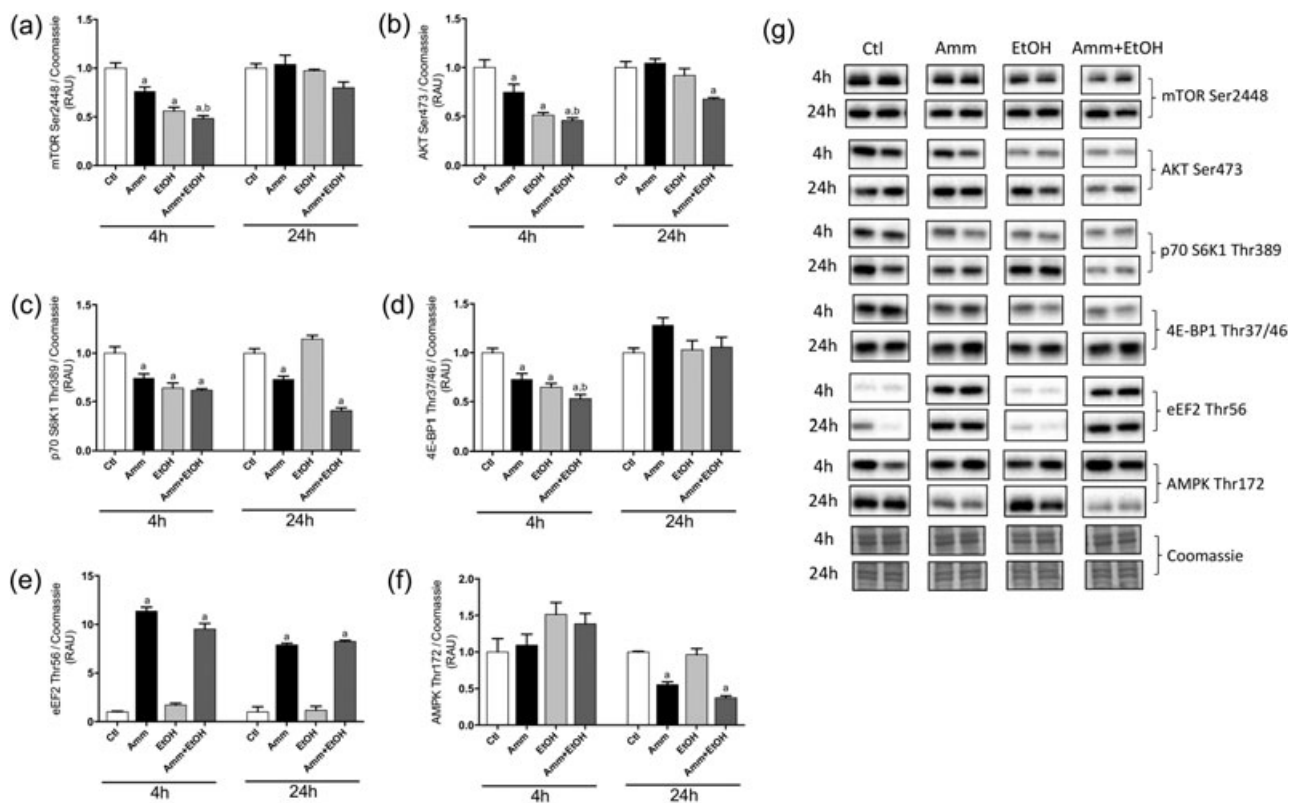 (a)
mTOR Ser2448 / Coomassie
(RAU)
1.5
1.0
0.5
0.0
a
a
a,b
Ctl
Amm
EtOH
Amm+EtOH
Ctl
Amm
EtOH
Amm+EtOH
4h
24h
(b)
AKT Ser473 / Coomassie
(RAU)
1.5
1.0
0.5
0.0
a
a
a,b
a
Ctl
Amm
EtOH
Amm+EtOH
Ctl
Amm
EtOH
Amm+EtOH
4h
24h
(c)
p70 S6K1 Thr389 / Coomassie
(RAU)
1.5
1.0
0.5
0.0
a
a
a
a
a
Ctl
Amm
EtOH
Amm+EtOH
Ctl
Amm
EtOH
Amm+EtOH
4h
24h
(d)
4E-BP1 Thr37/46 / Coomassie
(RAU)
1.5
1.0
0.5
0.0
a
a
a,b
Ctl
Amm
EtOH
Amm+EtOH
Ctl
Amm
EtOH
Amm+EtOH
4h
24h
(e)
eEF2 Thr56 / Coomassie
(RAU)
15
10
5
0
a
a
a
a
Ctl
Amm
EtOH
Amm+EtOH
Ctl
Amm
EtOH
Amm+EtOH
4h
24h
(f)
AMPK Thr172 / Coomassie
(RAU)
2.0
1.5
1.0
0.5
0.0
a
a
Ctl
Amm
EtOH
Amm+EtOH
Ctl
Amm
EtOH
Amm+EtOH
4h
24h
(g)
Ctl Amm EtOH Amm+EtOH
4h
mTOR Ser2448
24h
4h
AKT Ser473
24h
4h
p70 S6K1 Thr389
24h
4h
4E-BP1 Thr37/46
24h
4h
eEF2 Thr56
24h
4h
AMPK Thr172
24h
4h
Coomassie
24h